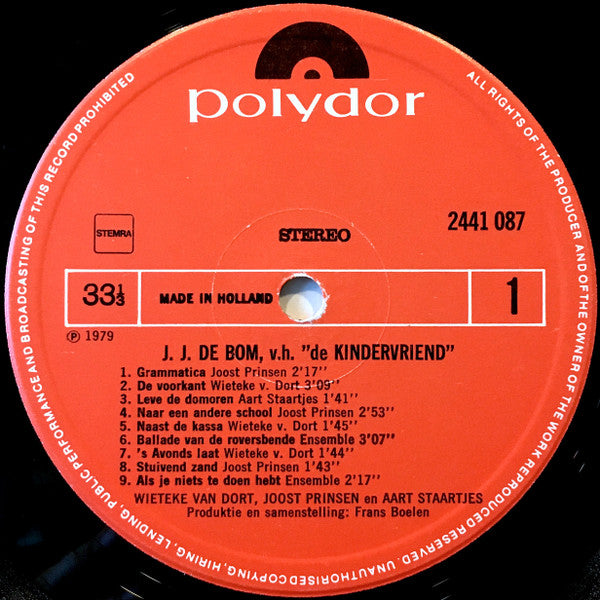 polydor
ALL RIGHTS OF THE PRODUCER AND OF THE OWNER OF THE WORK REPRODUCED RESERVED. UNAUTHORISED COPYING, HIRING, LENDING, PUBLIC PERFORMANCE AND BROADCASTING OF THIS RECORD PROHIBITED
STEMRA
STEREO
2441 087
33⅓
MADE IN HOLLAND
1
Ⓟ 1979
J. J. DE BOM, v.h. "de KINDERVRIEND"
1. Grammatica Joost Prinsen 2'17''
2. De voorkant Wieteke v. Dort 3'09''
3. Leve de domoren Aart Staartjes 1'41''
4. Naar een andere school Joost Prinsen 2'53''
5. Naast de kassa Wieteke v. Dort 1'45''
6. Ballade van de roversbende Ensemble 3'07''
7. 's Avonds laat Wieteke v. Dort 1'44''
8. Stuivend zand Joost Prinsen 1'43''
9. Als je niets te doen hebt Ensemble 2'17''
WIETEKE VAN DORT, JOOST PRINSEN en AART STAARTJES
Produktie en samenstelling: Frans Boelen